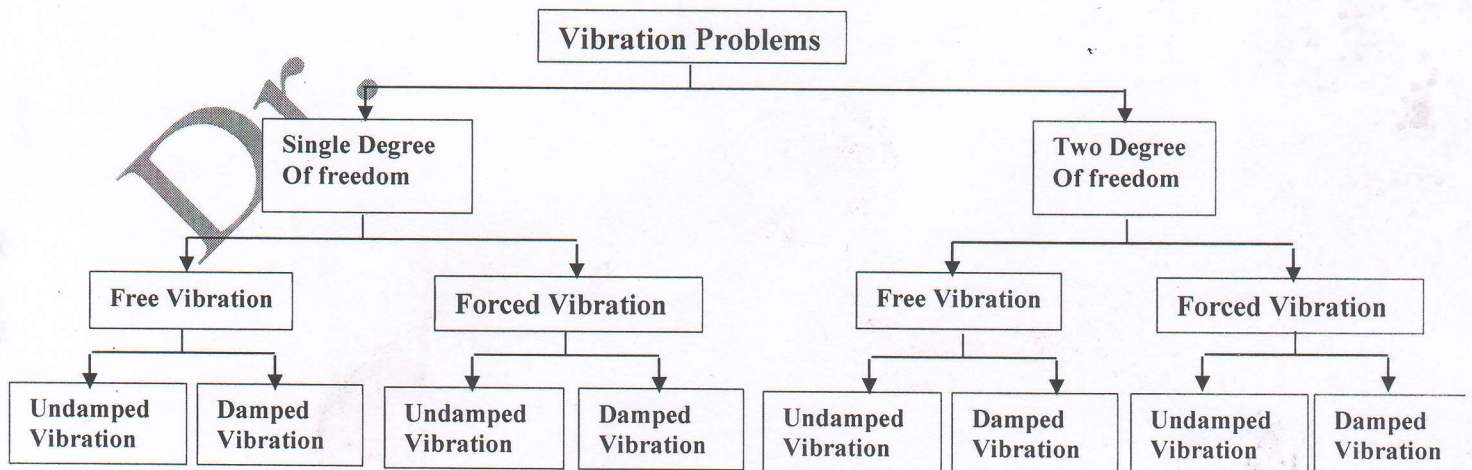 Vibration Problems
Dr.
Single Degree
Of freedom
Two Degree
Of freedom
Free Vibration
Forced Vibration
Free Vibration
Forced Vibration
Undamped
Vibration
Damped
Vibration
Undamped
Vibration
Damped
Vibration
Undamped
Vibration
Damped
Vibration
Undamped
Vibration
Damped
Vibration